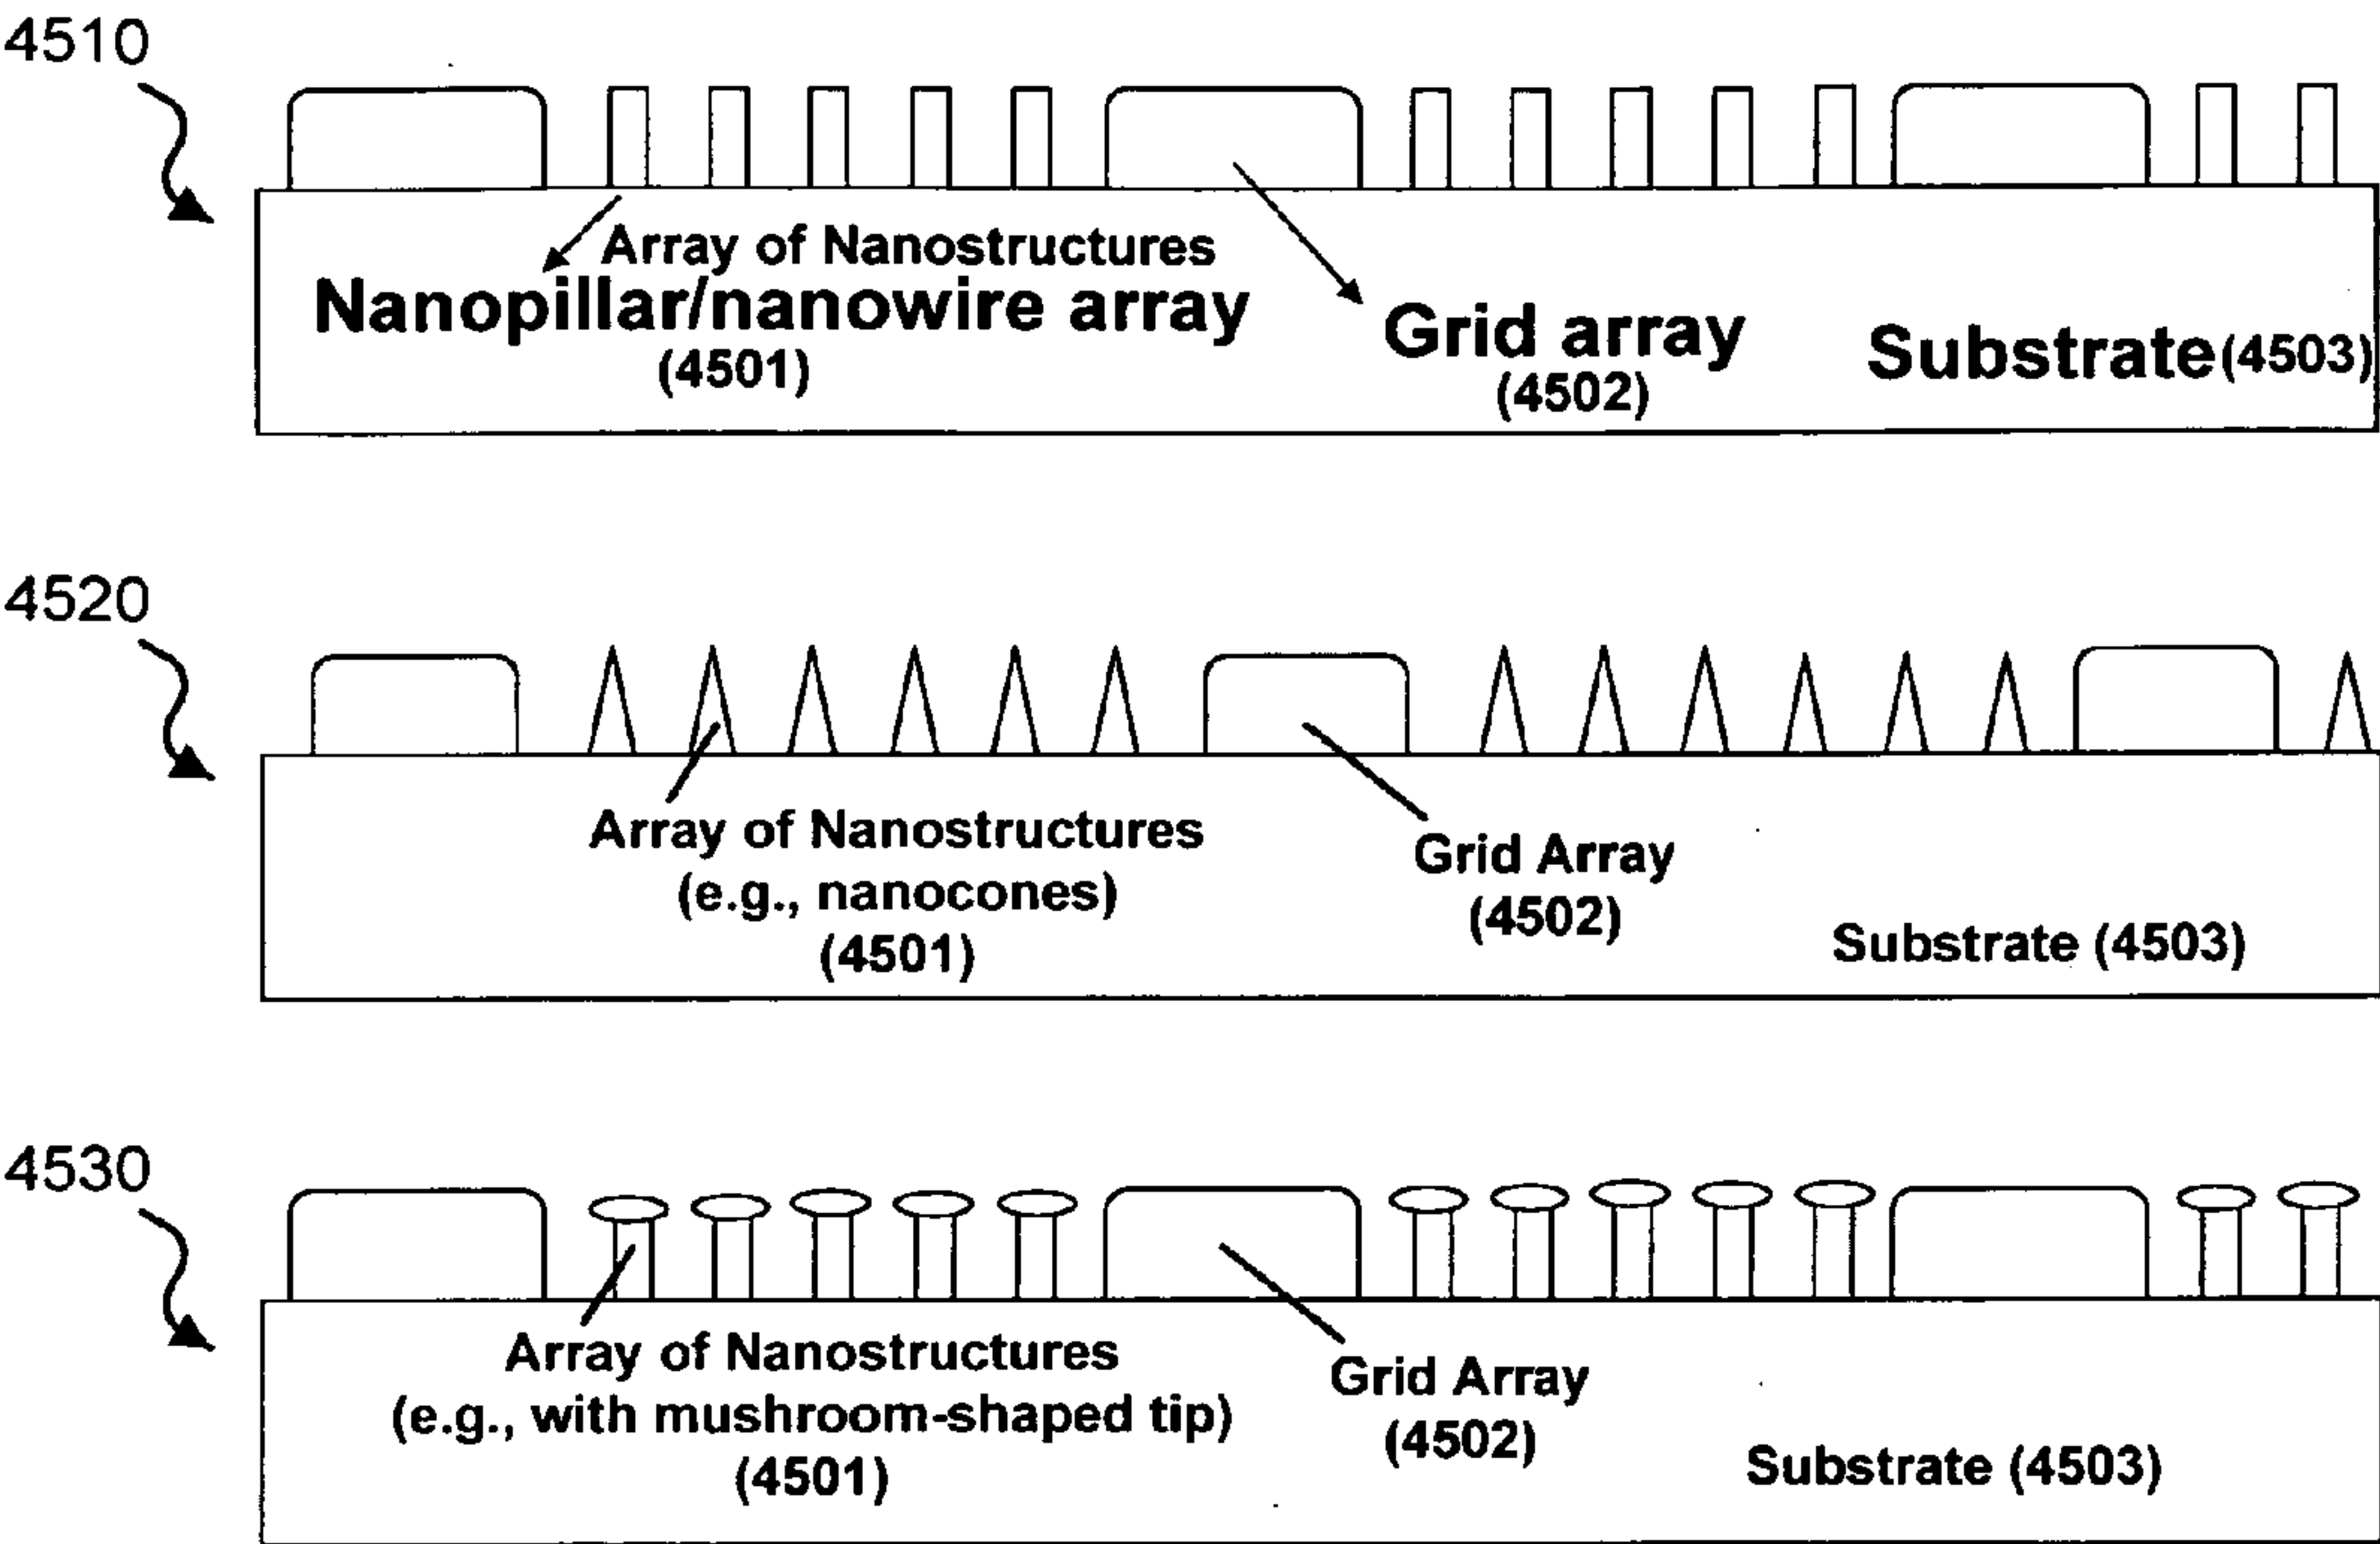 4510
Array of Nanostructures
Nanopillar/nanowire array
(4501)
Grid array
(4502)
Substrate(4503)
4520
Array of Nanostructures
(e.g., nanocones)
(4501)
Grid Array
(4502)
Substrate (4503)
4530
Array of Nanostructures
(e.g., with mushroom-shaped tip)
(4501)
Grid Array
(4502)
Substrate (4503)